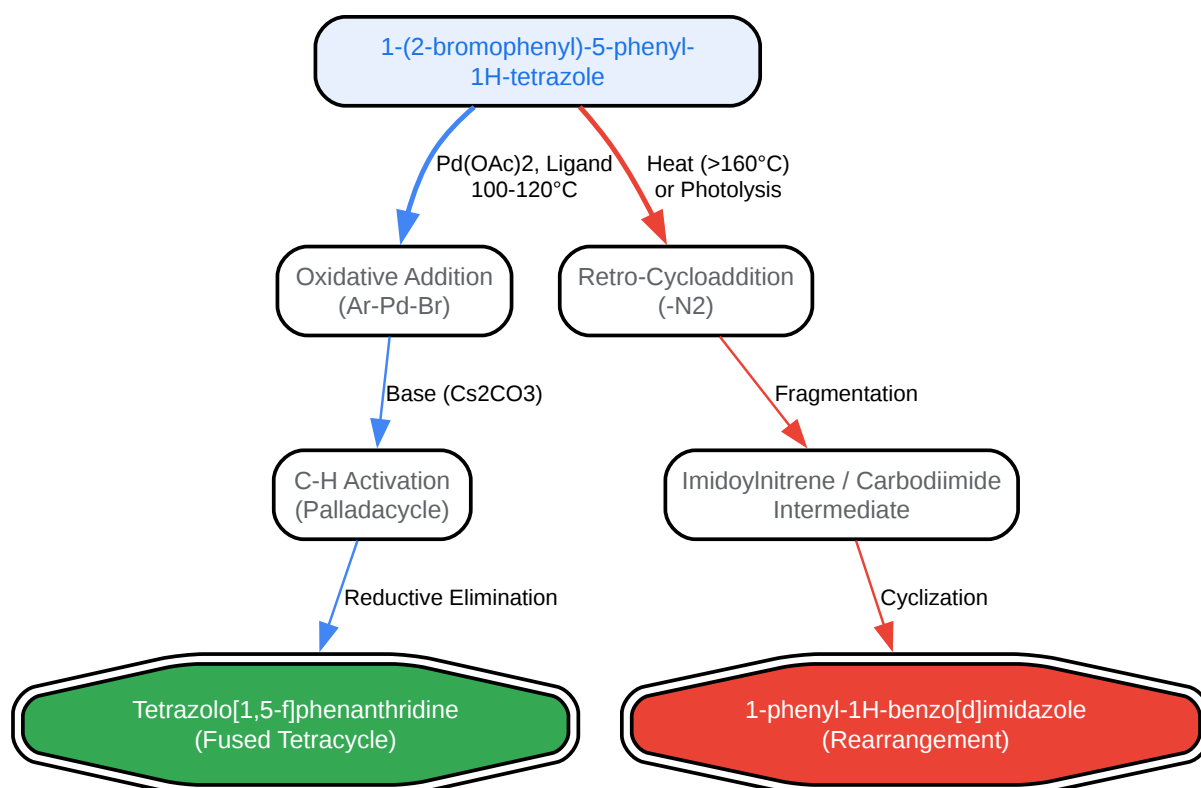 1-(2-bromophenyl)-5-phenyl-
1H-tetrazole
Pd(OAc)2, Ligand
100-120°C
Heat (>160°C)
or Photolysis
Oxidative Addition
(Ar-Pd-Br)
Retro-Cycloaddition
(-N2)
Base (Cs2CO3)
Fragmentation
C-H Activation
(Palladacycle)
Imidoylnitrene / Carbodiimide
Intermediate
Reductive Elimination
Cyclization
Tetrazolo[1,5-f]phenanthridine
(Fused Tetracycle)
1-phenyl-1H-benzo[d]imidazole
(Rearrangement)